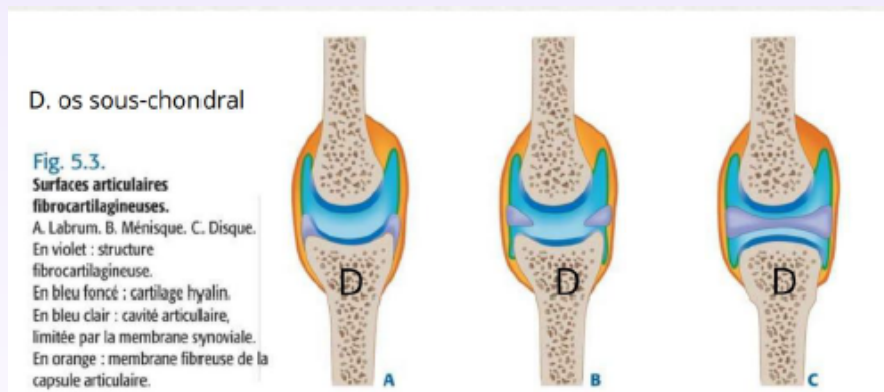 D. os sous-chondral
Fig. 5.3.
Surfaces articulaires
fibrocartilagineuses.
A. Labrum. B. Ménisque. C. Disque.
En violet : structure
fibrocartilagineuse.
En bleu foncé : cartilage hyalin.
En bleu clair : cavité articulaire,
limitée par la membrane synoviale.
En orange : membrane fibreuse de la
capsule articulaire.
D
D
D
A
B
C